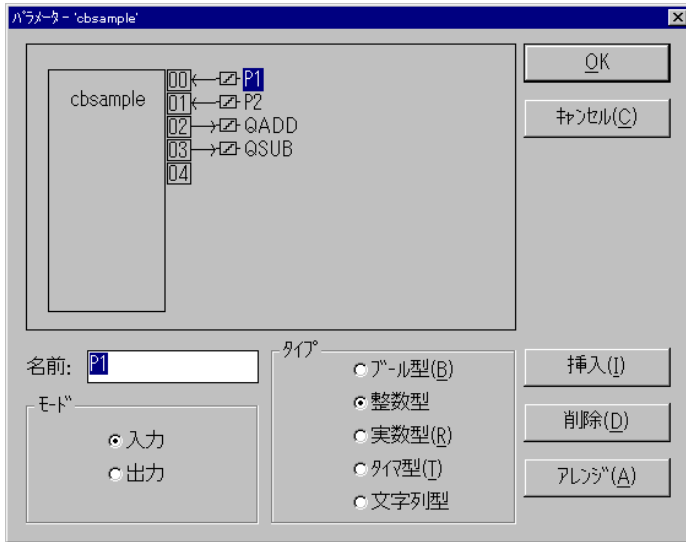 ﾊﾟﾗﾒｰﾀ - 'cbsample'
cbsample
00 P1
01 P2
02 QADD
03 QSUB
04
OK
ｷｬﾝｾﾙ(C)
名前: P1
ﾓｰﾄﾞ
入力
出力
ﾀｲﾌﾟ
ﾌﾞｰﾙ型(B)
整数型
実数型(R)
ﾀｲﾏ型(T)
文字列型
挿入(I)
削除(D)
ｱﾚﾝｼﾞ(A)